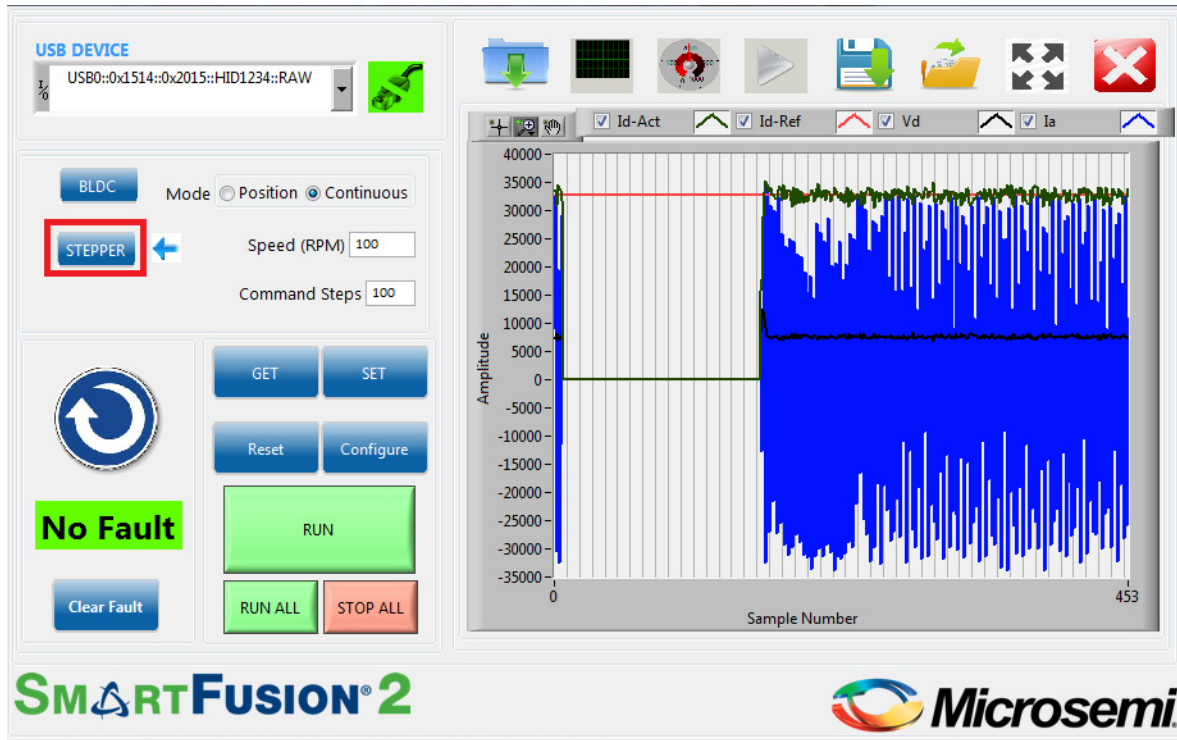 USB DEVICE
I/O
USB0::0x1514::0x2015::HID1234::RAW
BLDC
Mode Position Continuous
STEPPER
Speed (RPM) 100
Command Steps 100
GET SET
Reset Configure
No Fault
RUN
Clear Fault
RUN ALL STOP ALL
Id-Act Id-Ref Vd Ia
40000
35000
30000
25000
20000
15000
10000
5000
0
-5000
-10000
-15000
-20000
-25000
-30000
-35000
Amplitude
0 453
Sample Number
SMARTFUSION® 2
Microsemi.